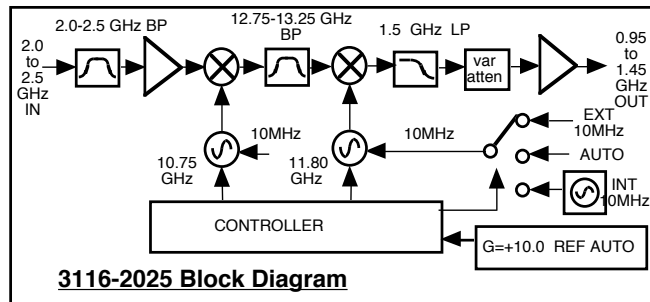 2.0
to
2.5
GHz
IN
2.0-2.5 GHz BP
12.75-13.25 GHz
BP
1.5 GHz LP
var
atten
0.95
to
1.45
GHz
OUT
10MHz
10.75
GHz
11.80
GHz
10MHz
EXT
10MHz
AUTO
INT
10MHz
CONTROLLER
G=+10.0 REF AUTO
3116-2025 Block Diagram